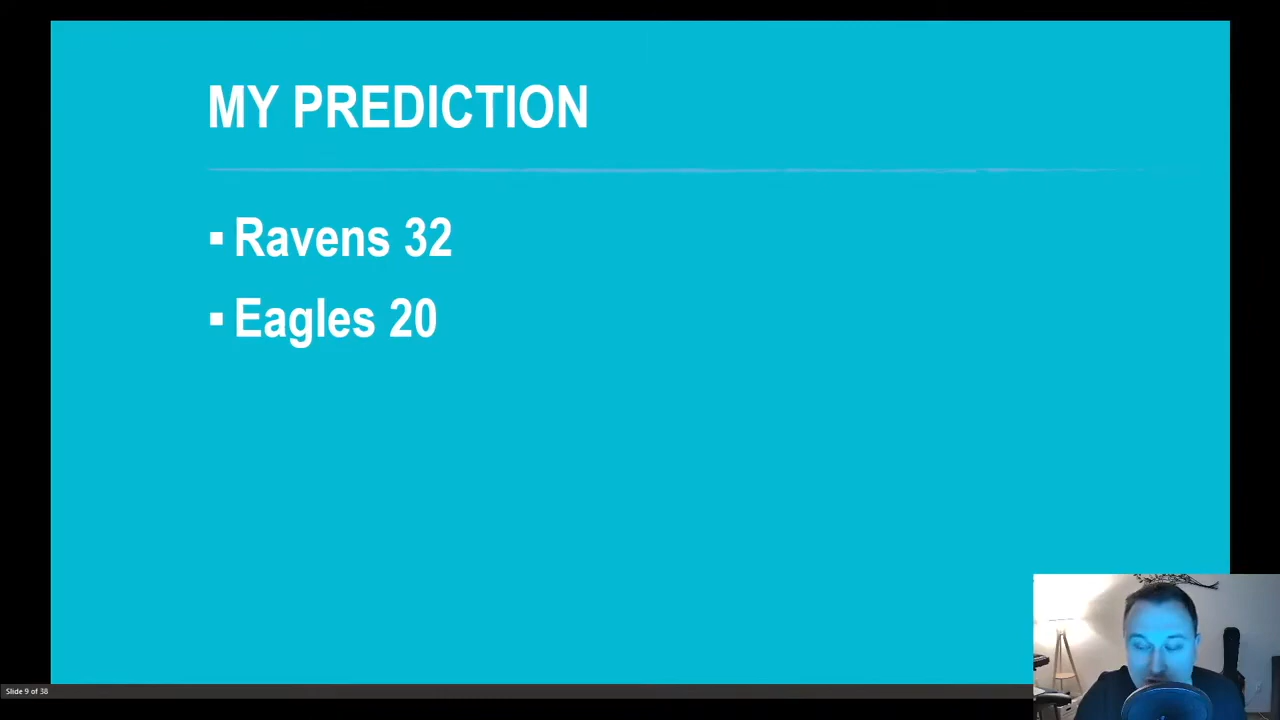 MY PREDICTION
▪ Ravens 32
▪ Eagles 20
Slide 9 of 38